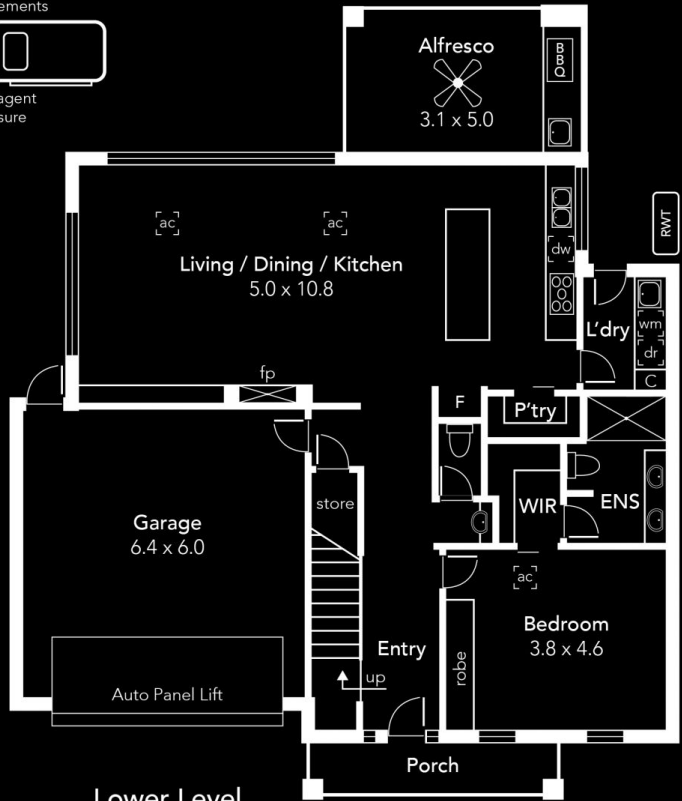 Alfresco
3.1 x 5.0
BBQ
RWT
ac
ac
Living / Dining / Kitchen
5.0 x 10.8
dw
L'dry
wm
dr
C
fp
F
P'try
store
WIR
ENS
Garage
6.4 x 6.0
ac
Bedroom
3.8 x 4.6
robe
Entry
up
Auto Panel Lift
Porch
Lower Level